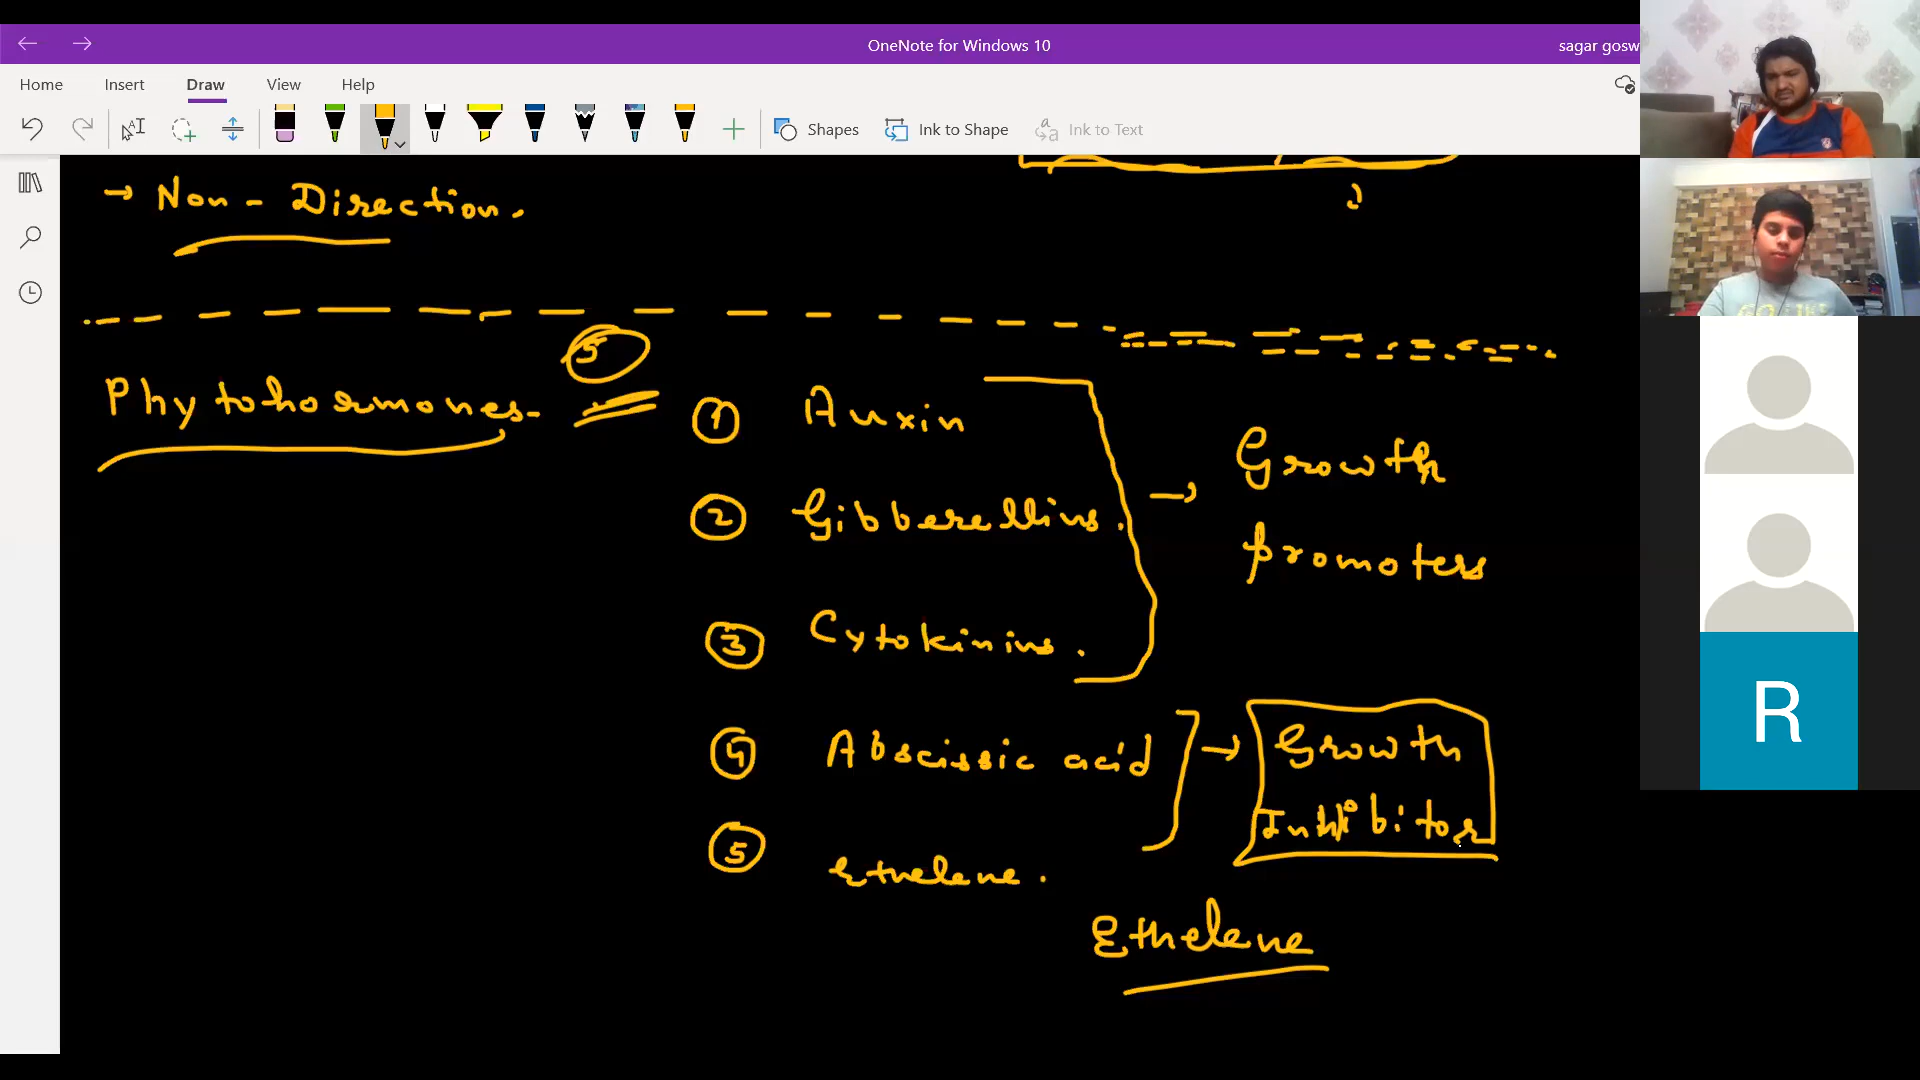 OneNote for Windows 10
sagar gosw
Home Insert Draw View Help
Shapes Ink to Shape Ink to Text
→ Non - Direction.
Phytohormones- 5
① Auxin
② Gibberellins.
③ Cytokinins.
→ Growth
promoters
④ Abscissic acid
⑤ Ethelene.
→ Growth
Inhibitor
Ethelene
R